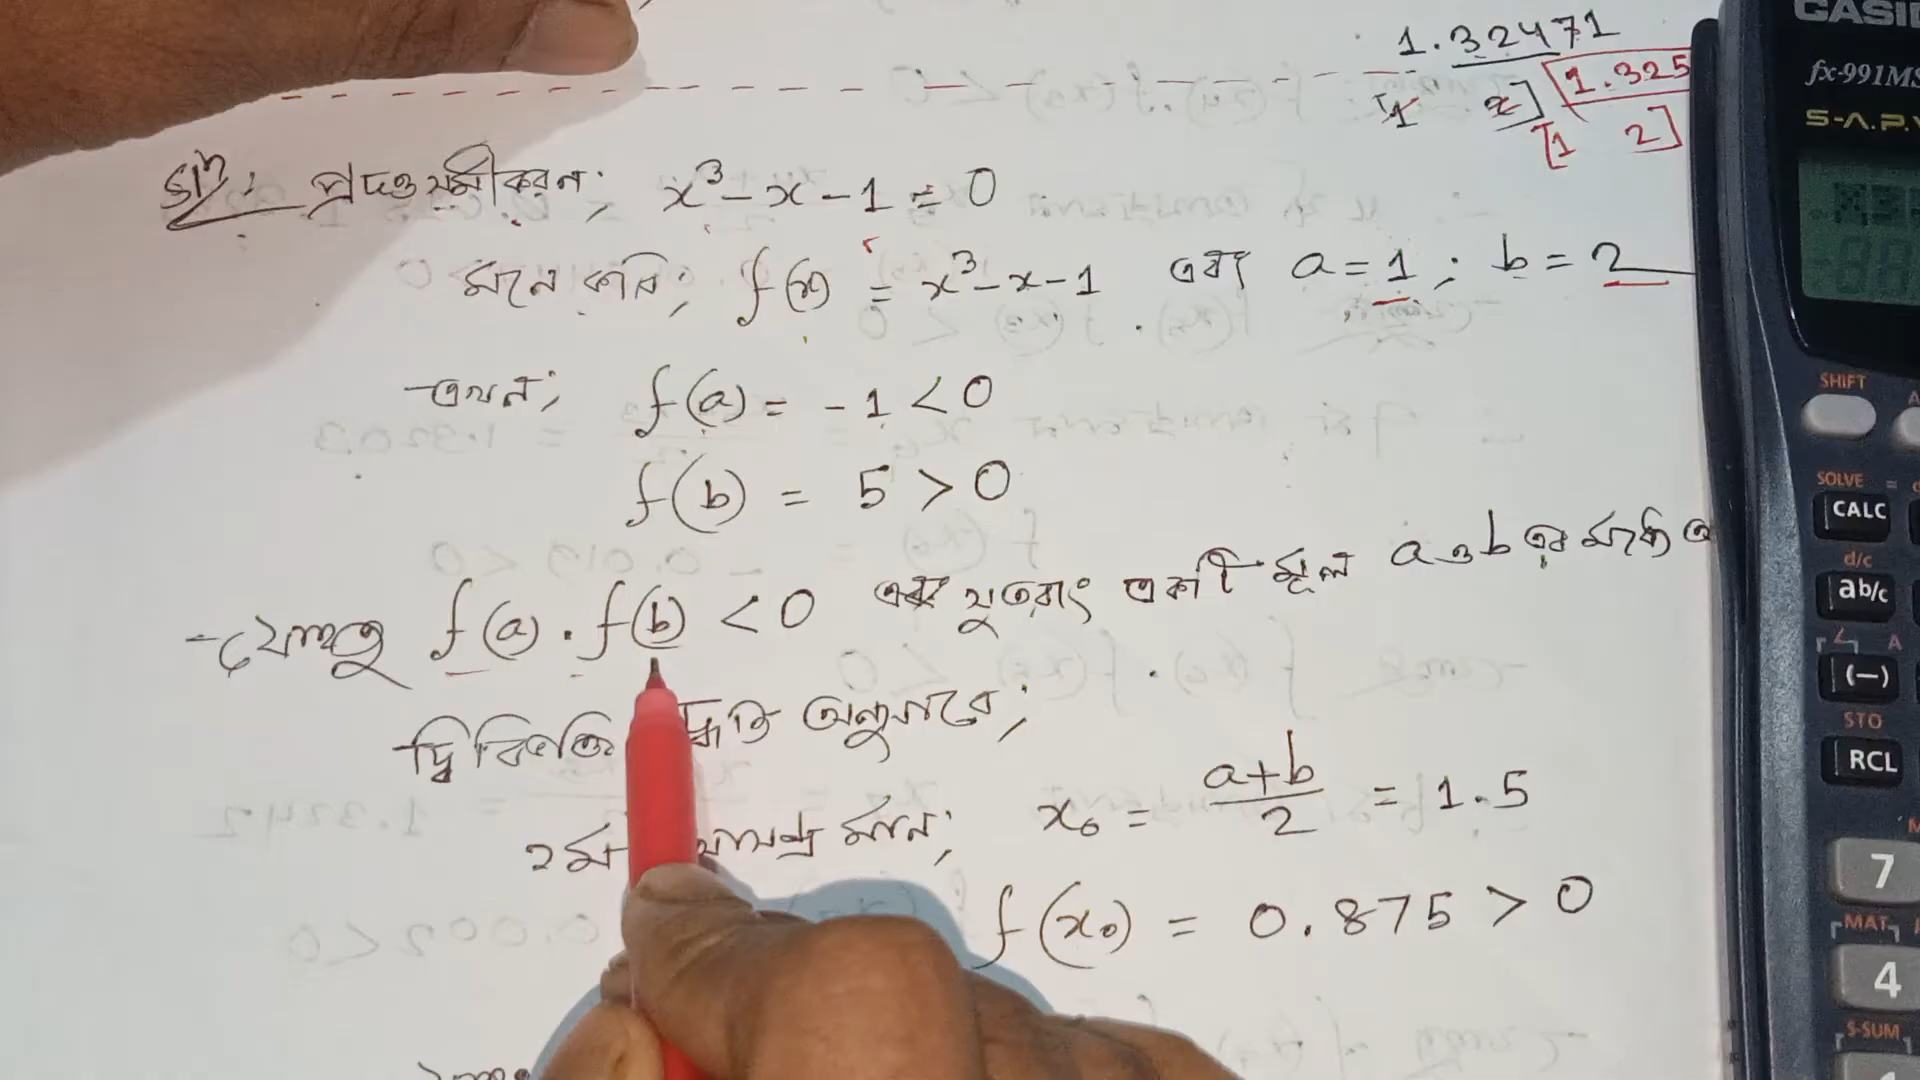 1.32471
[1 2] 1.325
[1 2]
CASIO
fx-991MS
S-V.P.A.M.
Solⁿ: প্রদত্ত সমীকরণ; x³ - x - 1 = 0
মনে করি; f(x) = x³ - x - 1 এবং a = 1 ; b = 2
এখন; f(a) = - 1 < 0
f(b) = 5 > 0
যেহেতু f(a) . f(b) < 0 সুতরাং একটি মূল a ও b এর মধ্যে
দ্বিবিভক্তি অনুসারে;
১ম মান; x₀ = a+b/2 = 1.5
f(x₀) = 0.875 > 0
SHIFT
SOLVE =
CALC
d/c
ab/c
A
(-)
STO
RCL
7
MAT
4
S-SUM